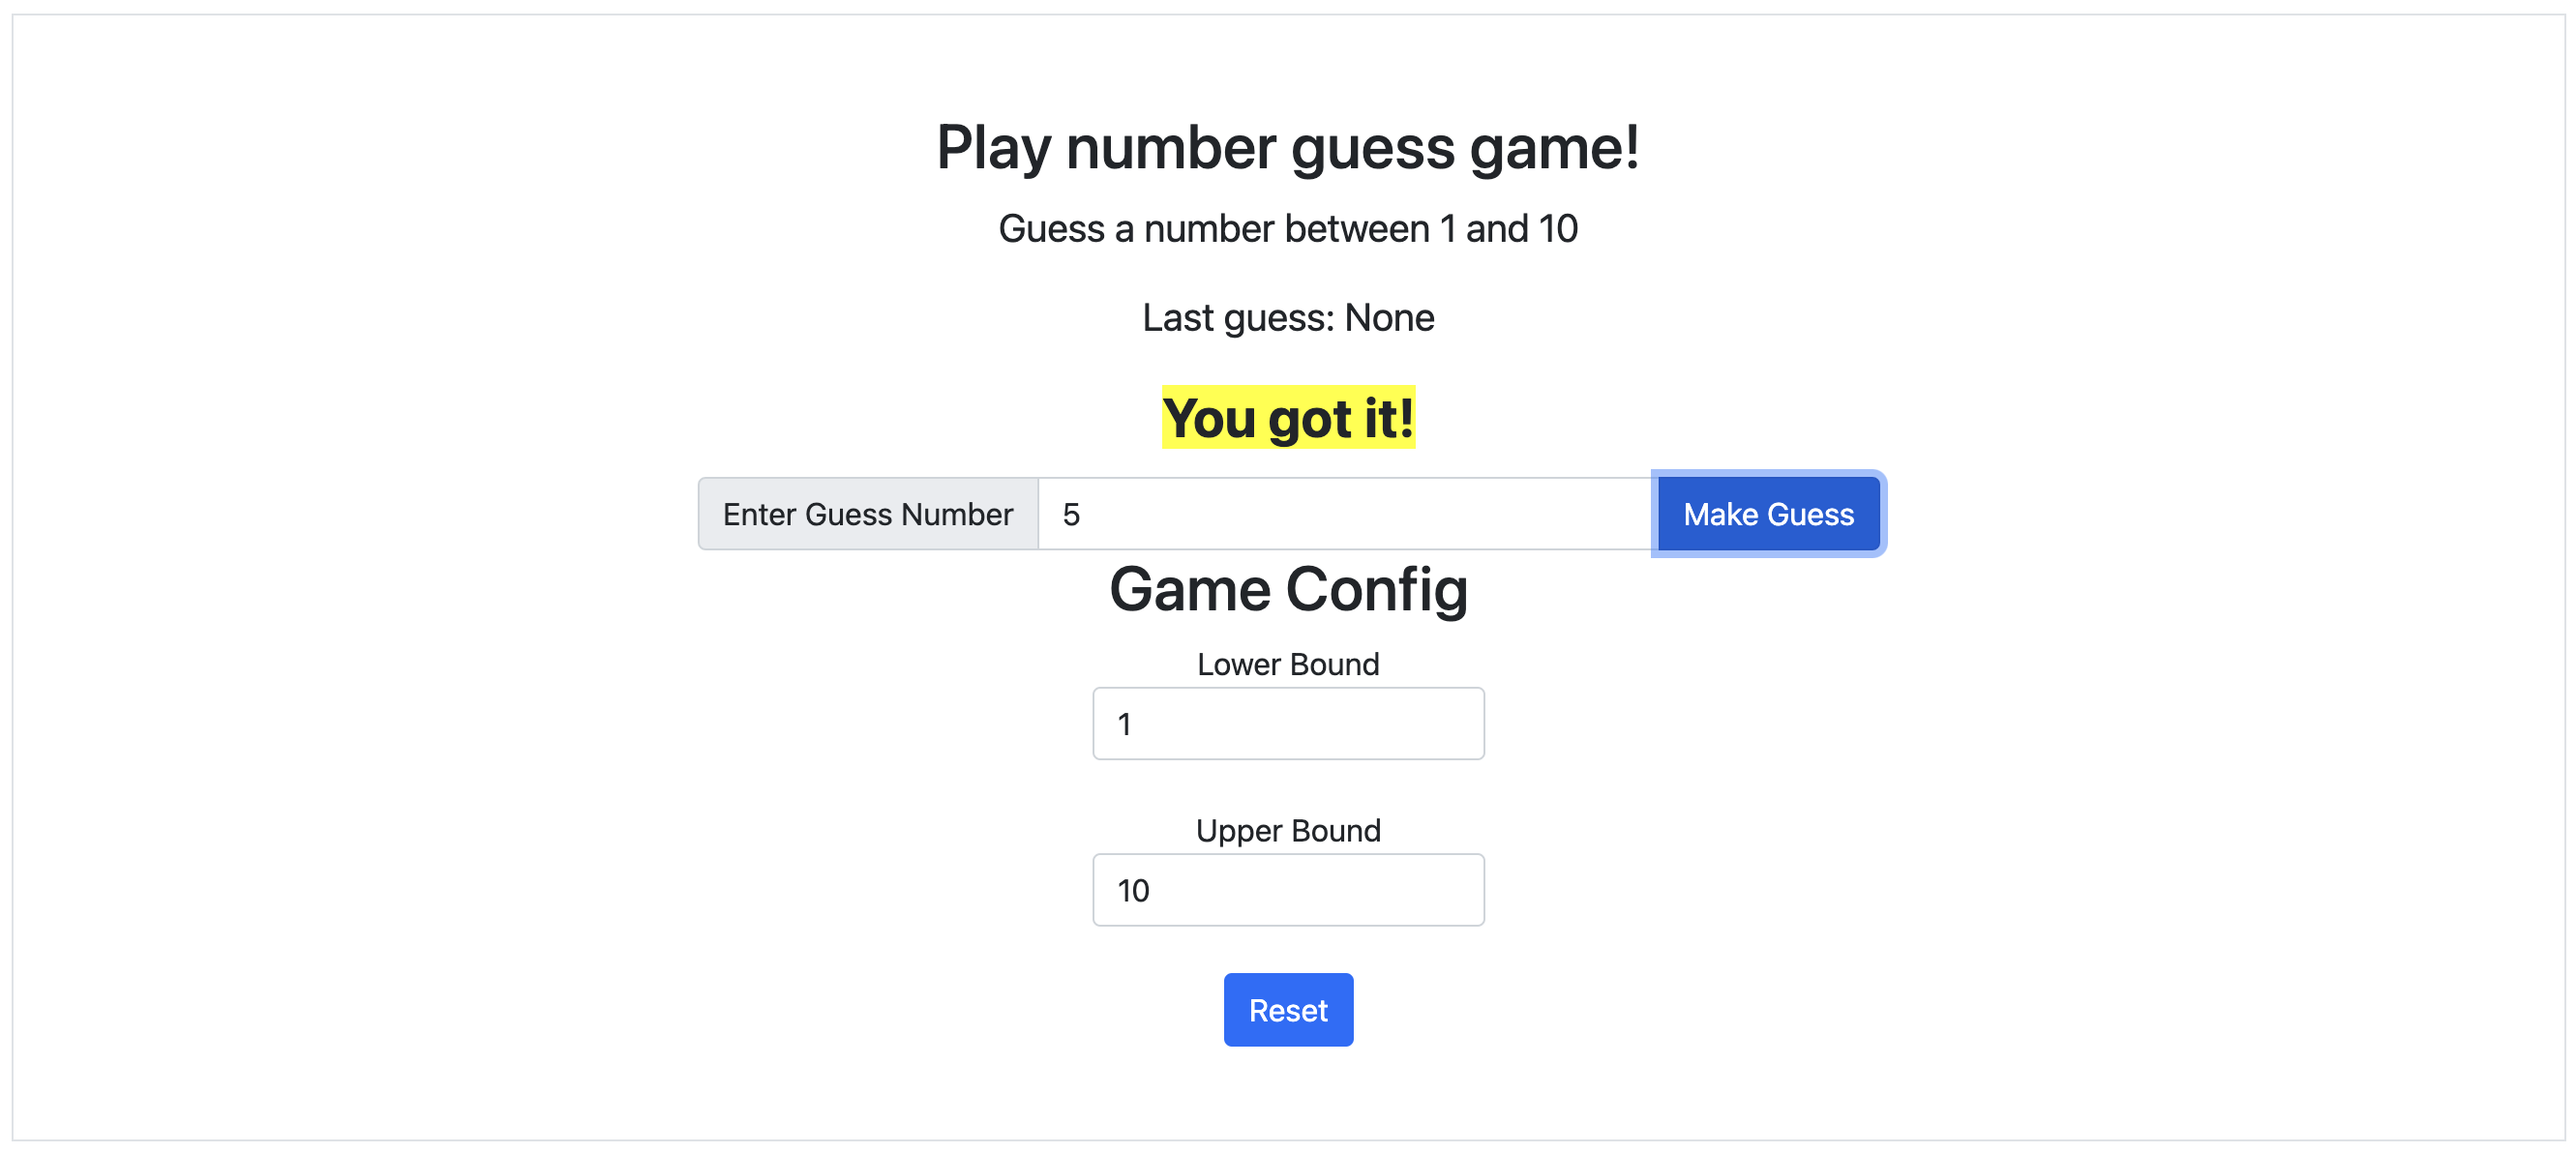 Play number guess game!
Guess a number between 1 and 10
Last guess: None
You got it!
Enter Guess Number 5 Make Guess
Game Config
Lower Bound
1
Upper Bound
10
Reset